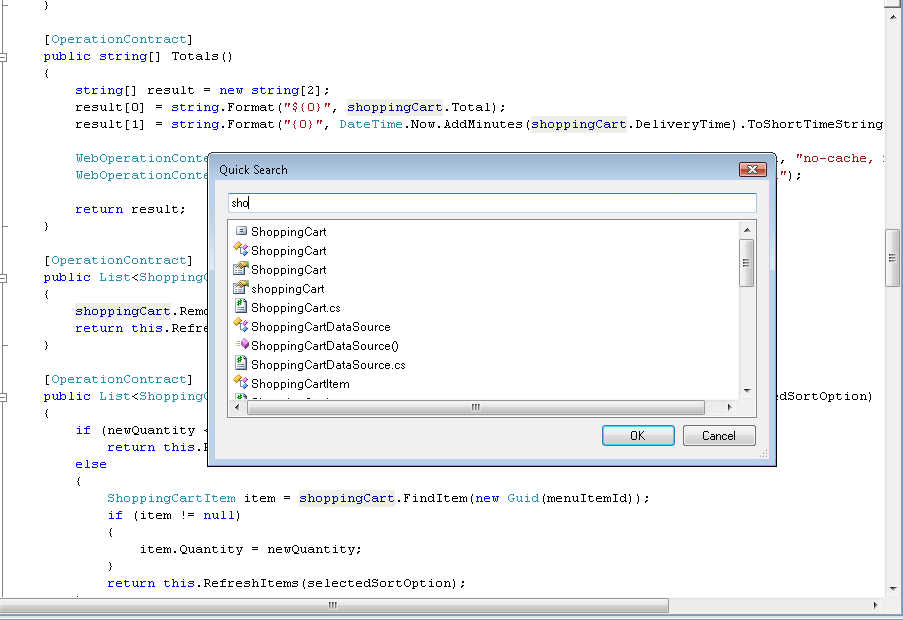 }
[OperationContract]
public string[] Totals()
{
string[] result = new string[2];
result[0] = string.Format("${0}", shoppingCart.Total);
result[1] = string.Format("{0}", DateTime.Now.AddMinutes(shoppingCart.DeliveryTime).ToShortTimeString
WebOperationConte , "no-cache,
WebOperationConte ");
return result;
}
[OperationContract]
public List<Shopping
{
shoppingCart.Rem
return this.Refre
}
[OperationContract]
public List<Shopping edSortOption)
{
if (newQuantity <
return this.R
else
{
ShoppingCartItem item = shoppingCart.FindItem(new Guid(menuItemId));
if (item != null)
{
item.Quantity = newQuantity;
}
return this.RefreshItems(selectedSortOption);
Quick Search
sho
ShoppingCart
ShoppingCart
ShoppingCart
shoppingCart
ShoppingCart.cs
ShoppingCartDataSource
ShoppingCartDataSource()
ShoppingCartDataSource.cs
ShoppingCartItem
OK
Cancel